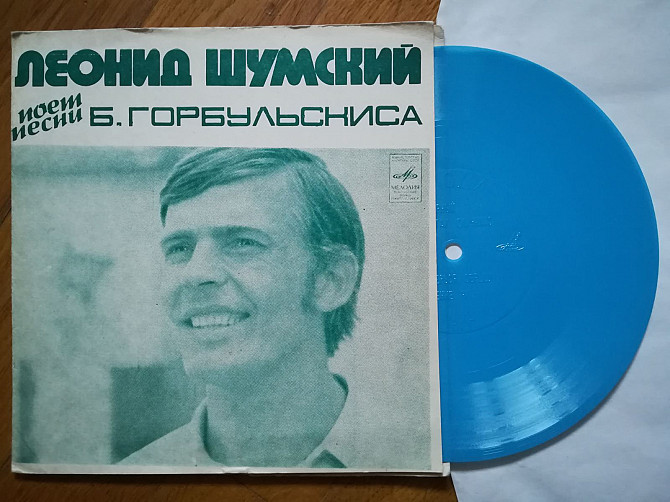 ЛЕОНИД ШУМСКИЙ
поет
песни
Б. ГОРБУЛЬСКИСА
МЕЛОДИЯ